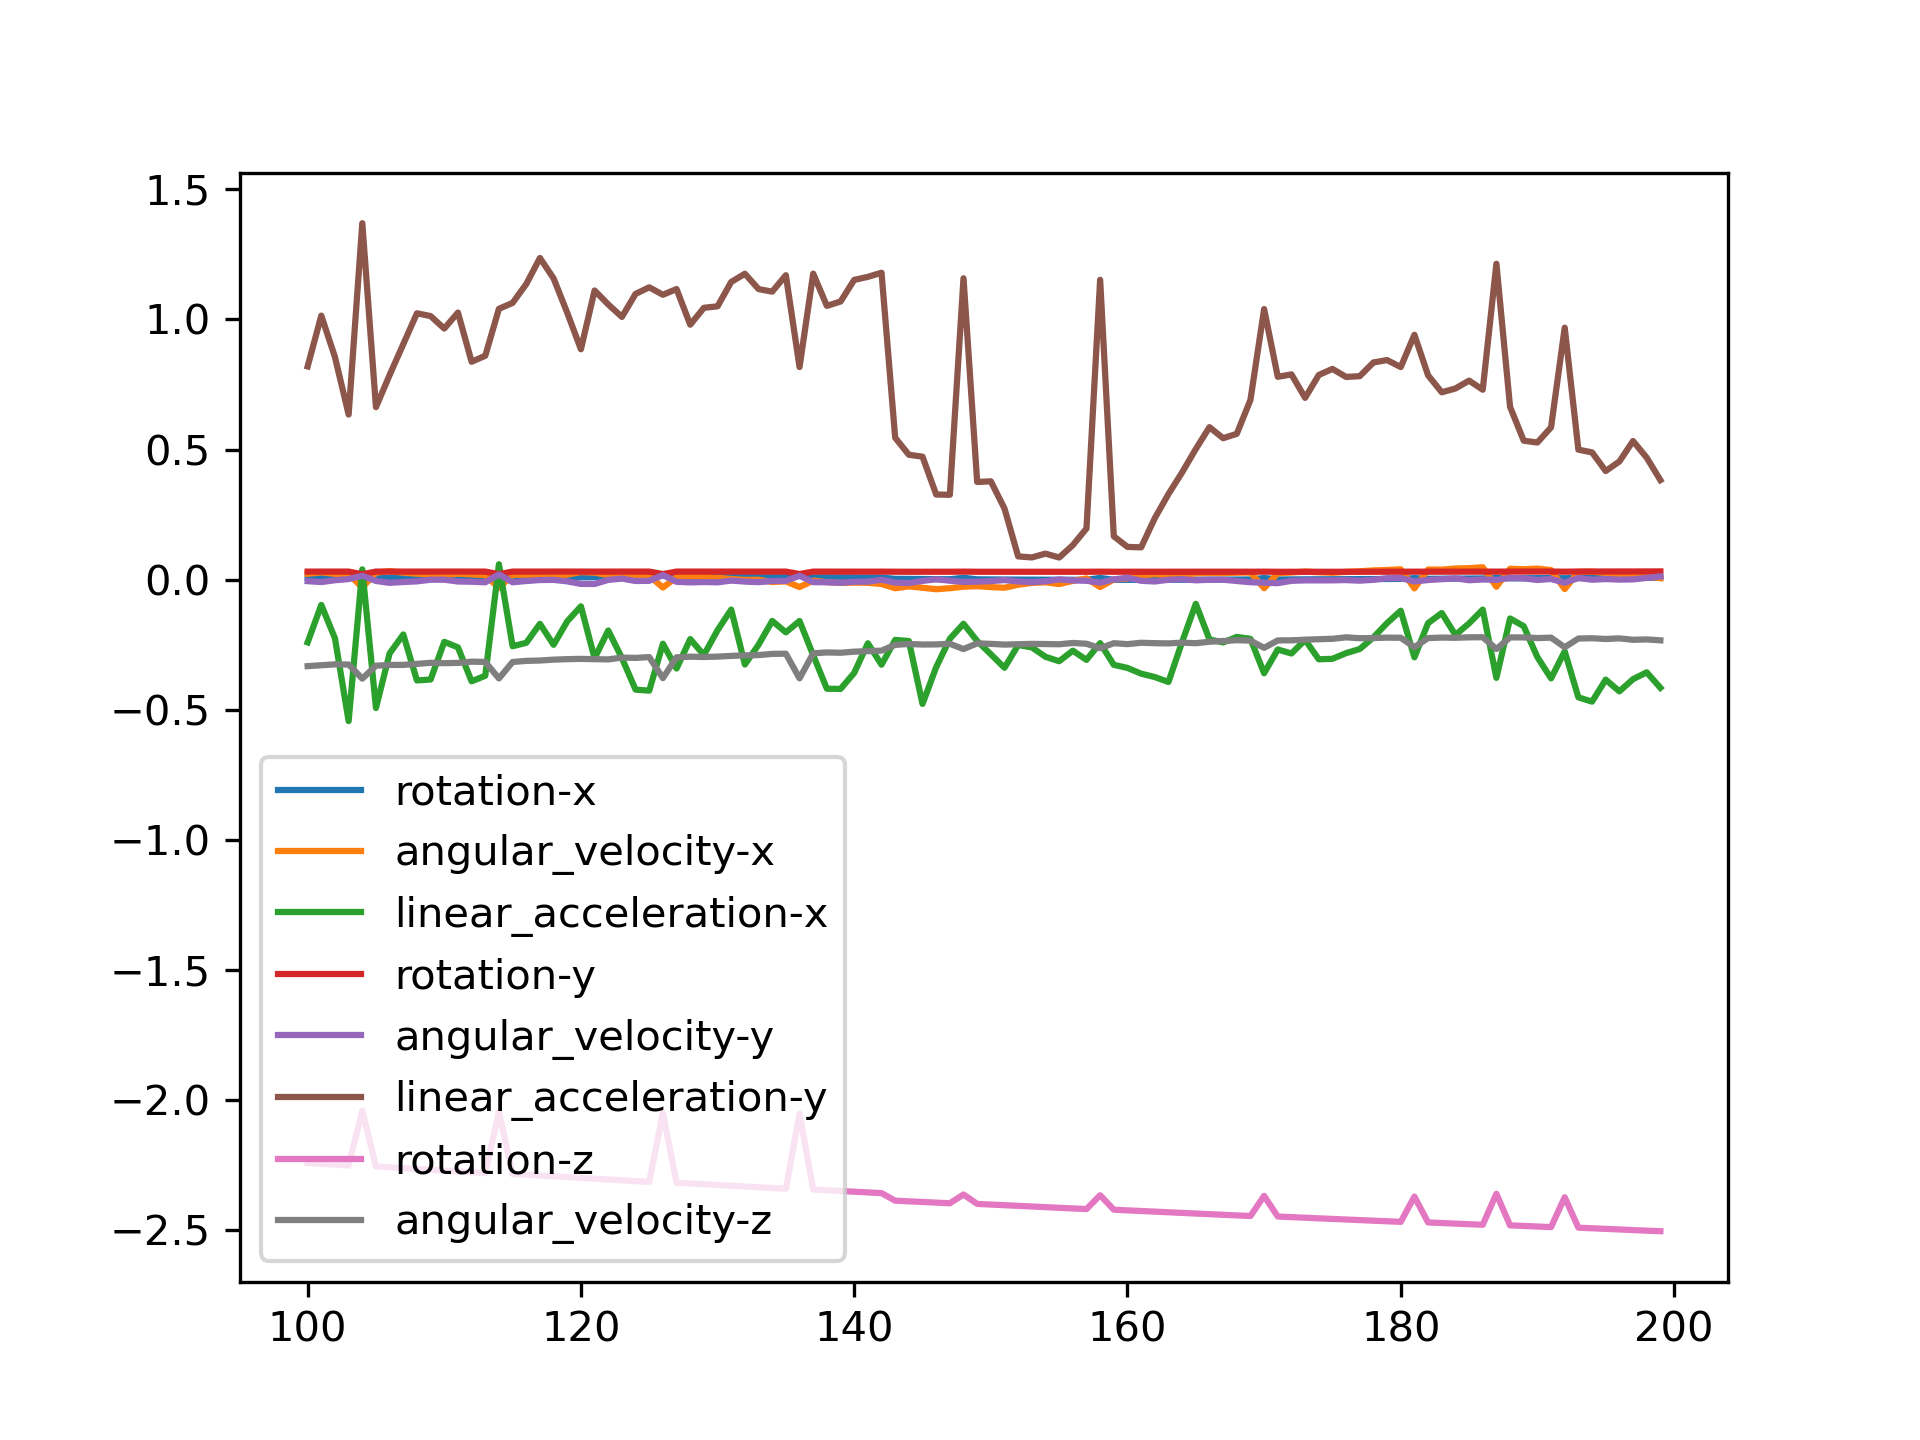 1.5
1.0
0.5
0.0
−0.5
−1.0
−1.5
−2.0
−2.5
rotation-x
angular_velocity-x
linear_acceleration-x
rotation-y
angular_velocity-y
linear_acceleration-y
rotation-z
angular_velocity-z
100 120 140 160 180 200